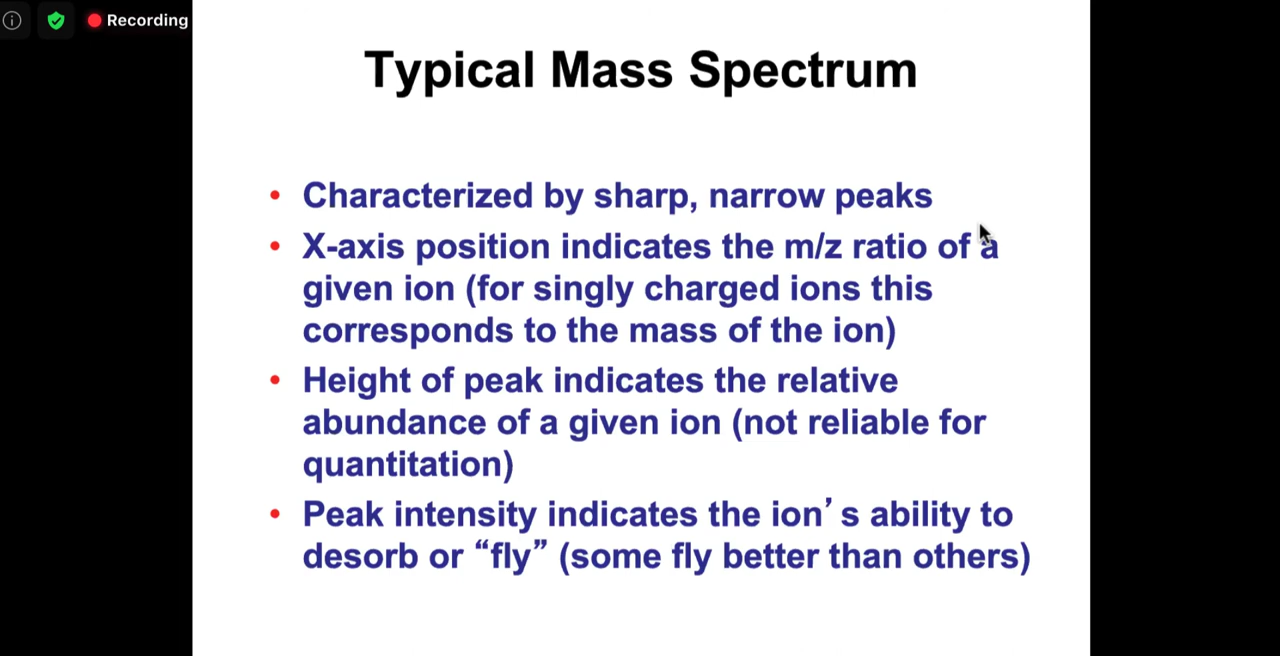 Recording
Typical Mass Spectrum
• Characterized by sharp, narrow peaks
• X-axis position indicates the m/z ratio of a
given ion (for singly charged ions this
corresponds to the mass of the ion)
• Height of peak indicates the relative
abundance of a given ion (not reliable for
quantitation)
• Peak intensity indicates the ion’s ability to
desorb or “fly” (some fly better than others)